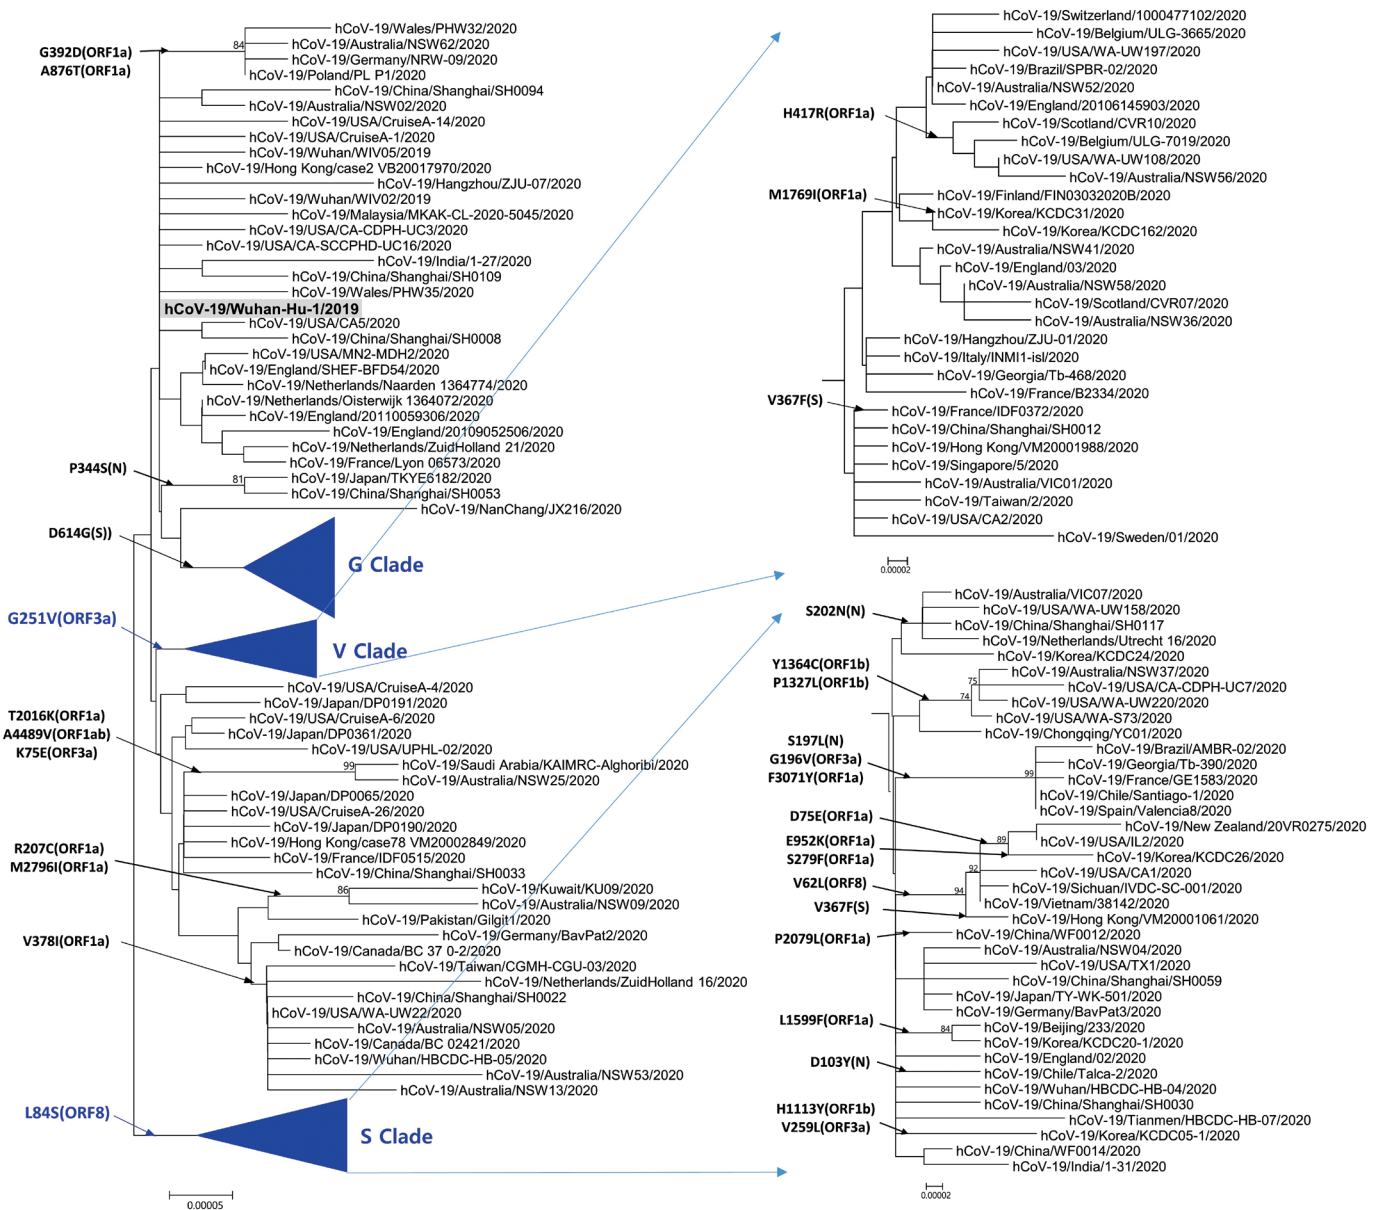 G392D(ORF1a)
A876T(ORF1a)
84
hCoV-19/Wales/PHW32/2020
hCoV-19/Australia/NSW62/2020
hCoV-19/Germany/NRW-09/2020
hCoV-19/Poland/PL P1/2020
hCoV-19/China/Shanghai/SH0094
hCoV-19/Australia/NSW02/2020
hCoV-19/USA/CruiseA-14/2020
hCoV-19/USA/CruiseA-1/2020
hCoV-19/Wuhan/WIV05/2019
hCoV-19/Hong Kong/case2 VB20017970/2020
hCoV-19/Hangzhou/ZJU-07/2020
hCoV-19/Wuhan/WIV02/2019
hCoV-19/Malaysia/MKAK-CL-2020-5045/2020
hCoV-19/USA/CA-CDPH-UC3/2020
hCoV-19/USA/CA-SCCPHD-UC16/2020
hCoV-19/India/1-27/2020
hCoV-19/China/Shanghai/SH0109
hCoV-19/Wales/PHW35/2020
hCoV-19/Wuhan-Hu-1/2019
hCoV-19/USA/CA5/2020
hCoV-19/China/Shanghai/SH0008
hCoV-19/USA/MN2-MDH2/2020
hCoV-19/England/SHEF-BFD54/2020
hCoV-19/Netherlands/Naarden 1364774/2020
hCoV-19/Netherlands/Oisterwijk 1364072/2020
hCoV-19/England/20110059306/2020
hCoV-19/England/20109052506/2020
hCoV-19/Netherlands/ZuidHolland 21/2020
hCoV-19/France/Lyon 06573/2020
P344S(N)
81
hCoV-19/Japan/TKYE6182/2020
hCoV-19/China/Shanghai/SH0053
hCoV-19/NanChang/JX216/2020
D614G(S))
G Clade
G251V(ORF3a)
V Clade
hCoV-19/USA/CruiseA-4/2020
hCoV-19/Japan/DP0191/2020
T2016K(ORF1a)
A4489V(ORF1ab)
K75E(ORF3a)
hCoV-19/USA/CruiseA-6/2020
hCoV-19/Japan/DP0361/2020
hCoV-19/USA/UPHL-02/2020
99
hCoV-19/Saudi Arabia/KAIMRC-Alghoribi/2020
hCoV-19/Australia/NSW25/2020
hCoV-19/Japan/DP0065/2020
hCoV-19/USA/CruiseA-26/2020
hCoV-19/Japan/DP0190/2020
hCoV-19/Hong Kong/case78 VM20002849/2020
hCoV-19/France/IDF0515/2020
hCoV-19/China/Shanghai/SH0033
R207C(ORF1a)
M2796I(ORF1a)
86
hCoV-19/Kuwait/KU09/2020
hCoV-19/Australia/NSW09/2020
hCoV-19/Pakistan/Gilgit1/2020
V378I(ORF1a)
hCoV-19/Germany/BavPat2/2020
hCoV-19/Canada/BC 37 0-2/2020
hCoV-19/Taiwan/CGMH-CGU-03/2020
hCoV-19/Netherlands/ZuidHolland 16/2020
hCoV-19/China/Shanghai/SH0022
hCoV-19/USA/WA-UW22/2020
hCoV-19/Australia/NSW05/2020
hCoV-19/Canada/BC 02421/2020
hCoV-19/Wuhan/HBCDC-HB-05/2020
hCoV-19/Australia/NSW53/2020
hCoV-19/Australia/NSW13/2020
L84S(ORF8)
S Clade
0.00005
hCoV-19/Switzerland/1000477102/2020
hCoV-19/Belgium/ULG-3665/2020
hCoV-19/USA/WA-UW197/2020
hCoV-19/Brazil/SPBR-02/2020
hCoV-19/Australia/NSW52/2020
hCoV-19/England/20106145903/2020
H417R(ORF1a)
hCoV-19/Scotland/CVR10/2020
hCoV-19/Belgium/ULG-7019/2020
hCoV-19/USA/WA-UW108/2020
hCoV-19/Australia/NSW56/2020
M1769I(ORF1a)
hCoV-19/Finland/FIN03032020B/2020
hCoV-19/Korea/KCDC31/2020
hCoV-19/Korea/KCDC162/2020
hCoV-19/Australia/NSW41/2020
hCoV-19/England/03/2020
hCoV-19/Australia/NSW58/2020
hCoV-19/Scotland/CVR07/2020
hCoV-19/Australia/NSW36/2020
hCoV-19/Hangzhou/ZJU-01/2020
hCoV-19/Italy/INMI1-isl/2020
hCoV-19/Georgia/Tb-468/2020
hCoV-19/France/B2334/2020
V367F(S)
hCoV-19/France/IDF0372/2020
hCoV-19/China/Shanghai/SH0012
hCoV-19/Hong Kong/VM20001988/2020
hCoV-19/Singapore/5/2020
hCoV-19/Australia/VIC01/2020
hCoV-19/Taiwan/2/2020
hCoV-19/USA/CA2/2020
hCoV-19/Sweden/01/2020
0.00002
hCoV-19/Australia/VIC07/2020
S202N(N)
hCoV-19/USA/WA-UW158/2020
hCoV-19/China/Shanghai/SH0117
hCoV-19/Netherlands/Utrecht 16/2020
hCoV-19/Korea/KCDC24/2020
Y1364C(ORF1b)
P1327L(ORF1b)
75
74
hCoV-19/Australia/NSW37/2020
hCoV-19/USA/CA-CDPH-UC7/2020
hCoV-19/USA/WA-UW220/2020
hCoV-19/USA/WA-S73/2020
hCoV-19/Chongqing/YC01/2020
S197L(N)
G196V(ORF3a)
F3071Y(ORF1a)
99
hCoV-19/Brazil/AMBR-02/2020
hCoV-19/Georgia/Tb-390/2020
hCoV-19/France/GE1583/2020
hCoV-19/Chile/Santiago-1/2020
hCoV-19/Spain/Valencia8/2020
D75E(ORF1a)
E952K(ORF1a)
S279F(ORF1a)
89
hCoV-19/New Zealand/20VR0275/2020
hCoV-19/USA/IL2/2020
hCoV-19/Korea/KCDC26/2020
92
hCoV-19/USA/CA1/2020
V62L(ORF8)
94
hCoV-19/Sichuan/IVDC-SC-001/2020
hCoV-19/Vietnam/38142/2020
V367F(S)
hCoV-19/Hong Kong/VM20001061/2020
P2079L(ORF1a)
hCoV-19/China/WF0012/2020
hCoV-19/Australia/NSW04/2020
hCoV-19/USA/TX1/2020
hCoV-19/China/Shanghai/SH0059
hCoV-19/Japan/TY-WK-501/2020
hCoV-19/Germany/BavPat3/2020
L1599F(ORF1a)
84
hCoV-19/Beijing/233/2020
hCoV-19/Korea/KCDC20-1/2020
hCoV-19/England/02/2020
D103Y(N)
hCoV-19/Chile/Talca-2/2020
hCoV-19/Wuhan/HBCDC-HB-04/2020
hCoV-19/China/Shanghai/SH0030
H1113Y(ORF1b)
V259L(ORF3a)
hCoV-19/Tianmen/HBCDC-HB-07/2020
hCoV-19/Korea/KCDC05-1/2020
hCoV-19/China/WF0014/2020
hCoV-19/India/1-31/2020
0.00002